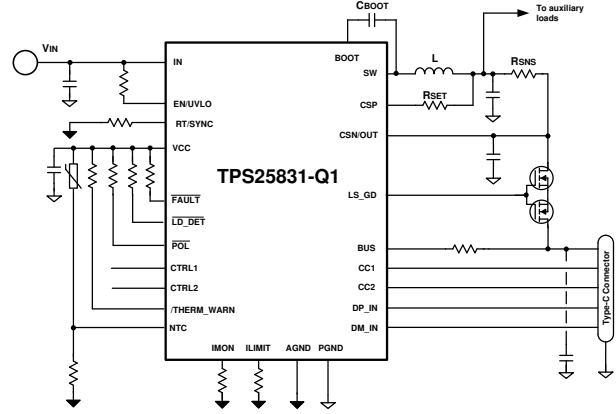 CBOOT
To auxiliary
loads
VIN
IN
BOOT
SW
L
RSNS
EN/UVLO
CSP
RSET
RT/SYNC
CSN/OUT
VCC
TPS25831-Q1
FAULT
LS_GD
LD_DET
POL
BUS
CTRL1
CC1
CTRL2
CC2
/THERM_WARN
DP_IN
NTC
DM_IN
Type-C Connector
IMON
ILIMIT
AGND
PGND